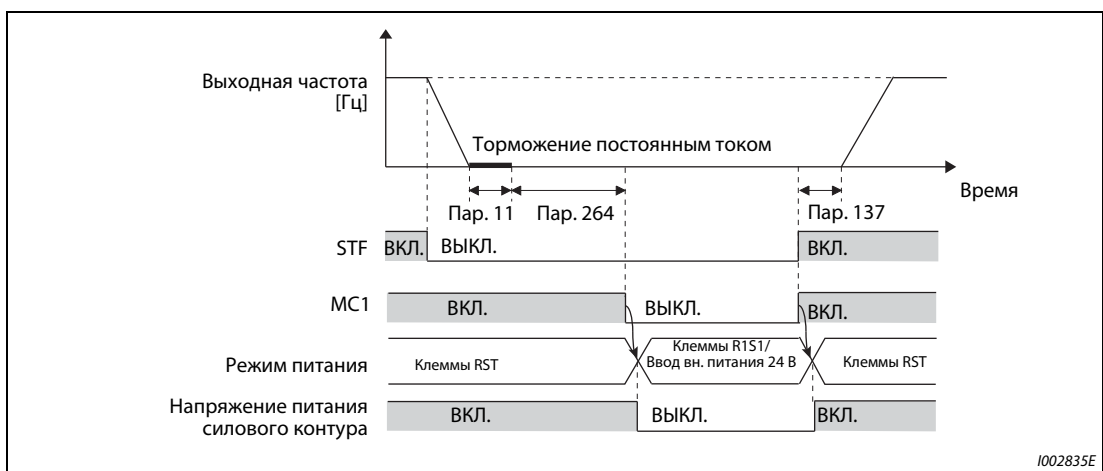 Выходная частота
[Гц]
Торможение постоянным током
Время
Пар. 11 Пар. 264 Пар. 137
STF ВКЛ. ВЫКЛ. ВКЛ.
MC1 ВКЛ. ВЫКЛ. ВКЛ.
Режим питания Клеммы RST Клеммы R1S1/
Ввод вн. питания 24 В Клеммы RST
Напряжение питания
силового контура ВКЛ. ВЫКЛ. ВКЛ.
I002835E